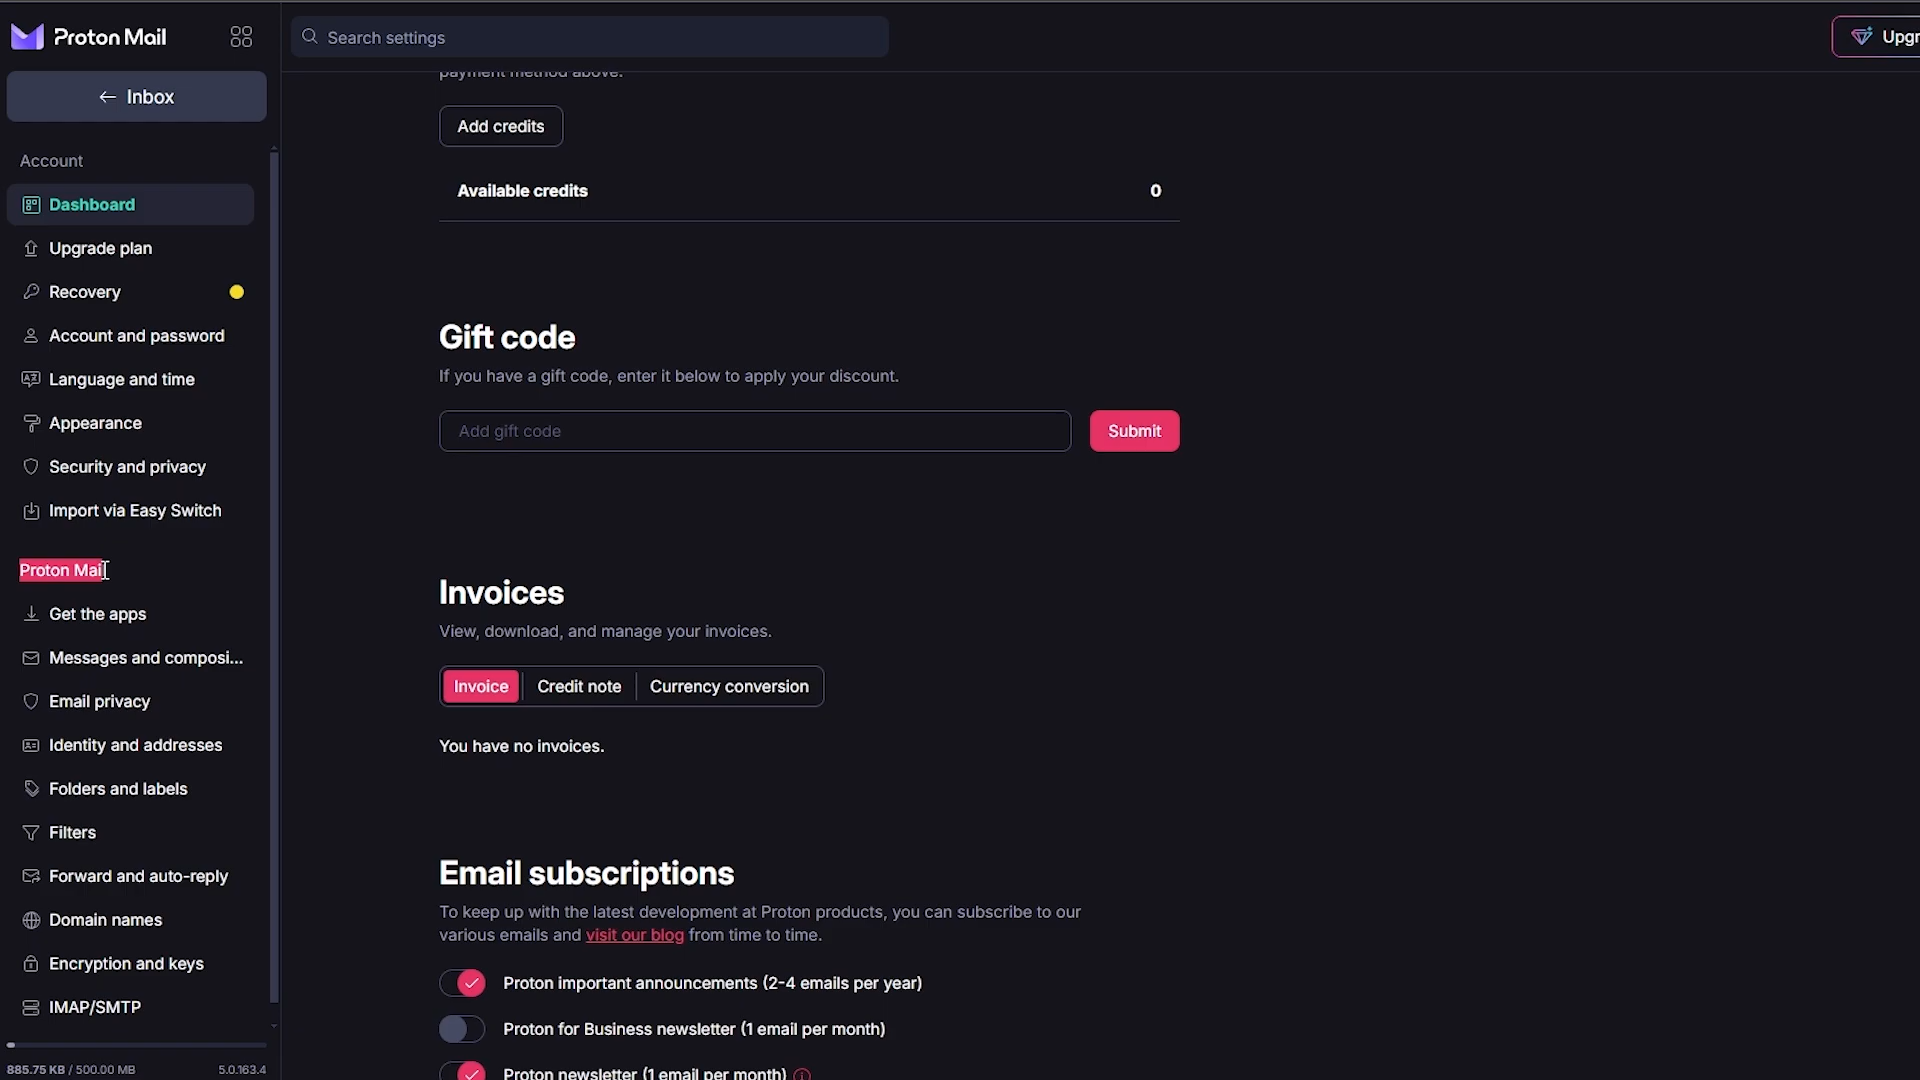 Proton Mail
Search settings
Upgr
← Inbox
Account
Dashboard
Upgrade plan
Recovery
Account and password
Language and time
Appearance
Security and privacy
Import via Easy Switch
Proton Mail
Get the apps
Messages and composi...
Email privacy
Identity and addresses
Folders and labels
Filters
Forward and auto-reply
Domain names
Encryption and keys
IMAP/SMTP
885.75 KB / 500.00 MB
5.0.163.4
payment method above.
Add credits
Available credits 0
Gift code
If you have a gift code, enter it below to apply your discount.
Add gift code
Submit
Invoices
View, download, and manage your invoices.
Invoice Credit note Currency conversion
You have no invoices.
Email subscriptions
To keep up with the latest development at Proton products, you can subscribe to our
various emails and visit our blog from time to time.
Proton important announcements (2-4 emails per year)
Proton for Business newsletter (1 email per month)
Proton newsletter (1 email per month)